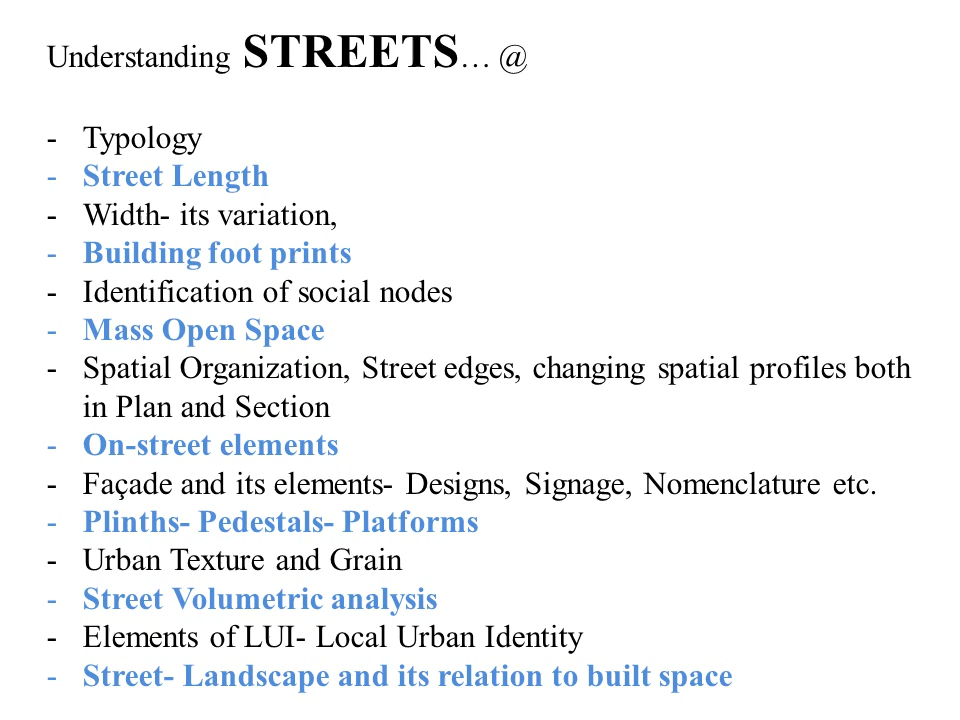 Understanding STREETS… @
- Typology
- Street Length
- Width- its variation,
- Building foot prints
- Identification of social nodes
- Mass Open Space
- Spatial Organization, Street edges, changing spatial profiles both
in Plan and Section
- On-street elements
- Façade and its elements- Designs, Signage, Nomenclature etc.
- Plinths- Pedestals- Platforms
- Urban Texture and Grain
- Street Volumetric analysis
- Elements of LUI- Local Urban Identity
- Street- Landscape and its relation to built space